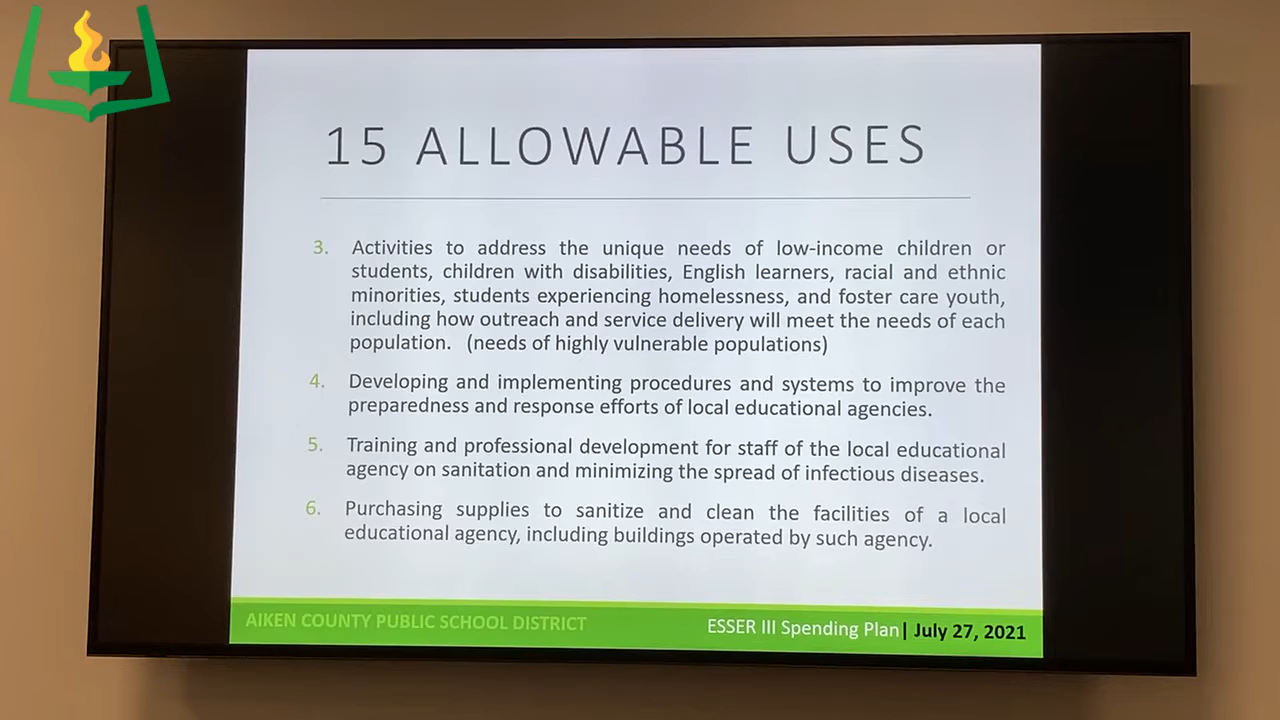 15 ALLOWABLE USES
3. Activities to address the unique needs of low-income children or
students, children with disabilities, English learners, racial and ethnic
minorities, students experiencing homelessness, and foster care youth,
including how outreach and service delivery will meet the needs of each
population. (needs of highly vulnerable populations)
4. Developing and implementing procedures and systems to improve the
preparedness and response efforts of local educational agencies.
5. Training and professional development for staff of the local educational
agency on sanitation and minimizing the spread of infectious diseases.
6. Purchasing supplies to sanitize and clean the facilities of a local
educational agency, including buildings operated by such agency.
AIKEN COUNTY PUBLIC SCHOOL DISTRICT
ESSER III Spending Plan| July 27, 2021